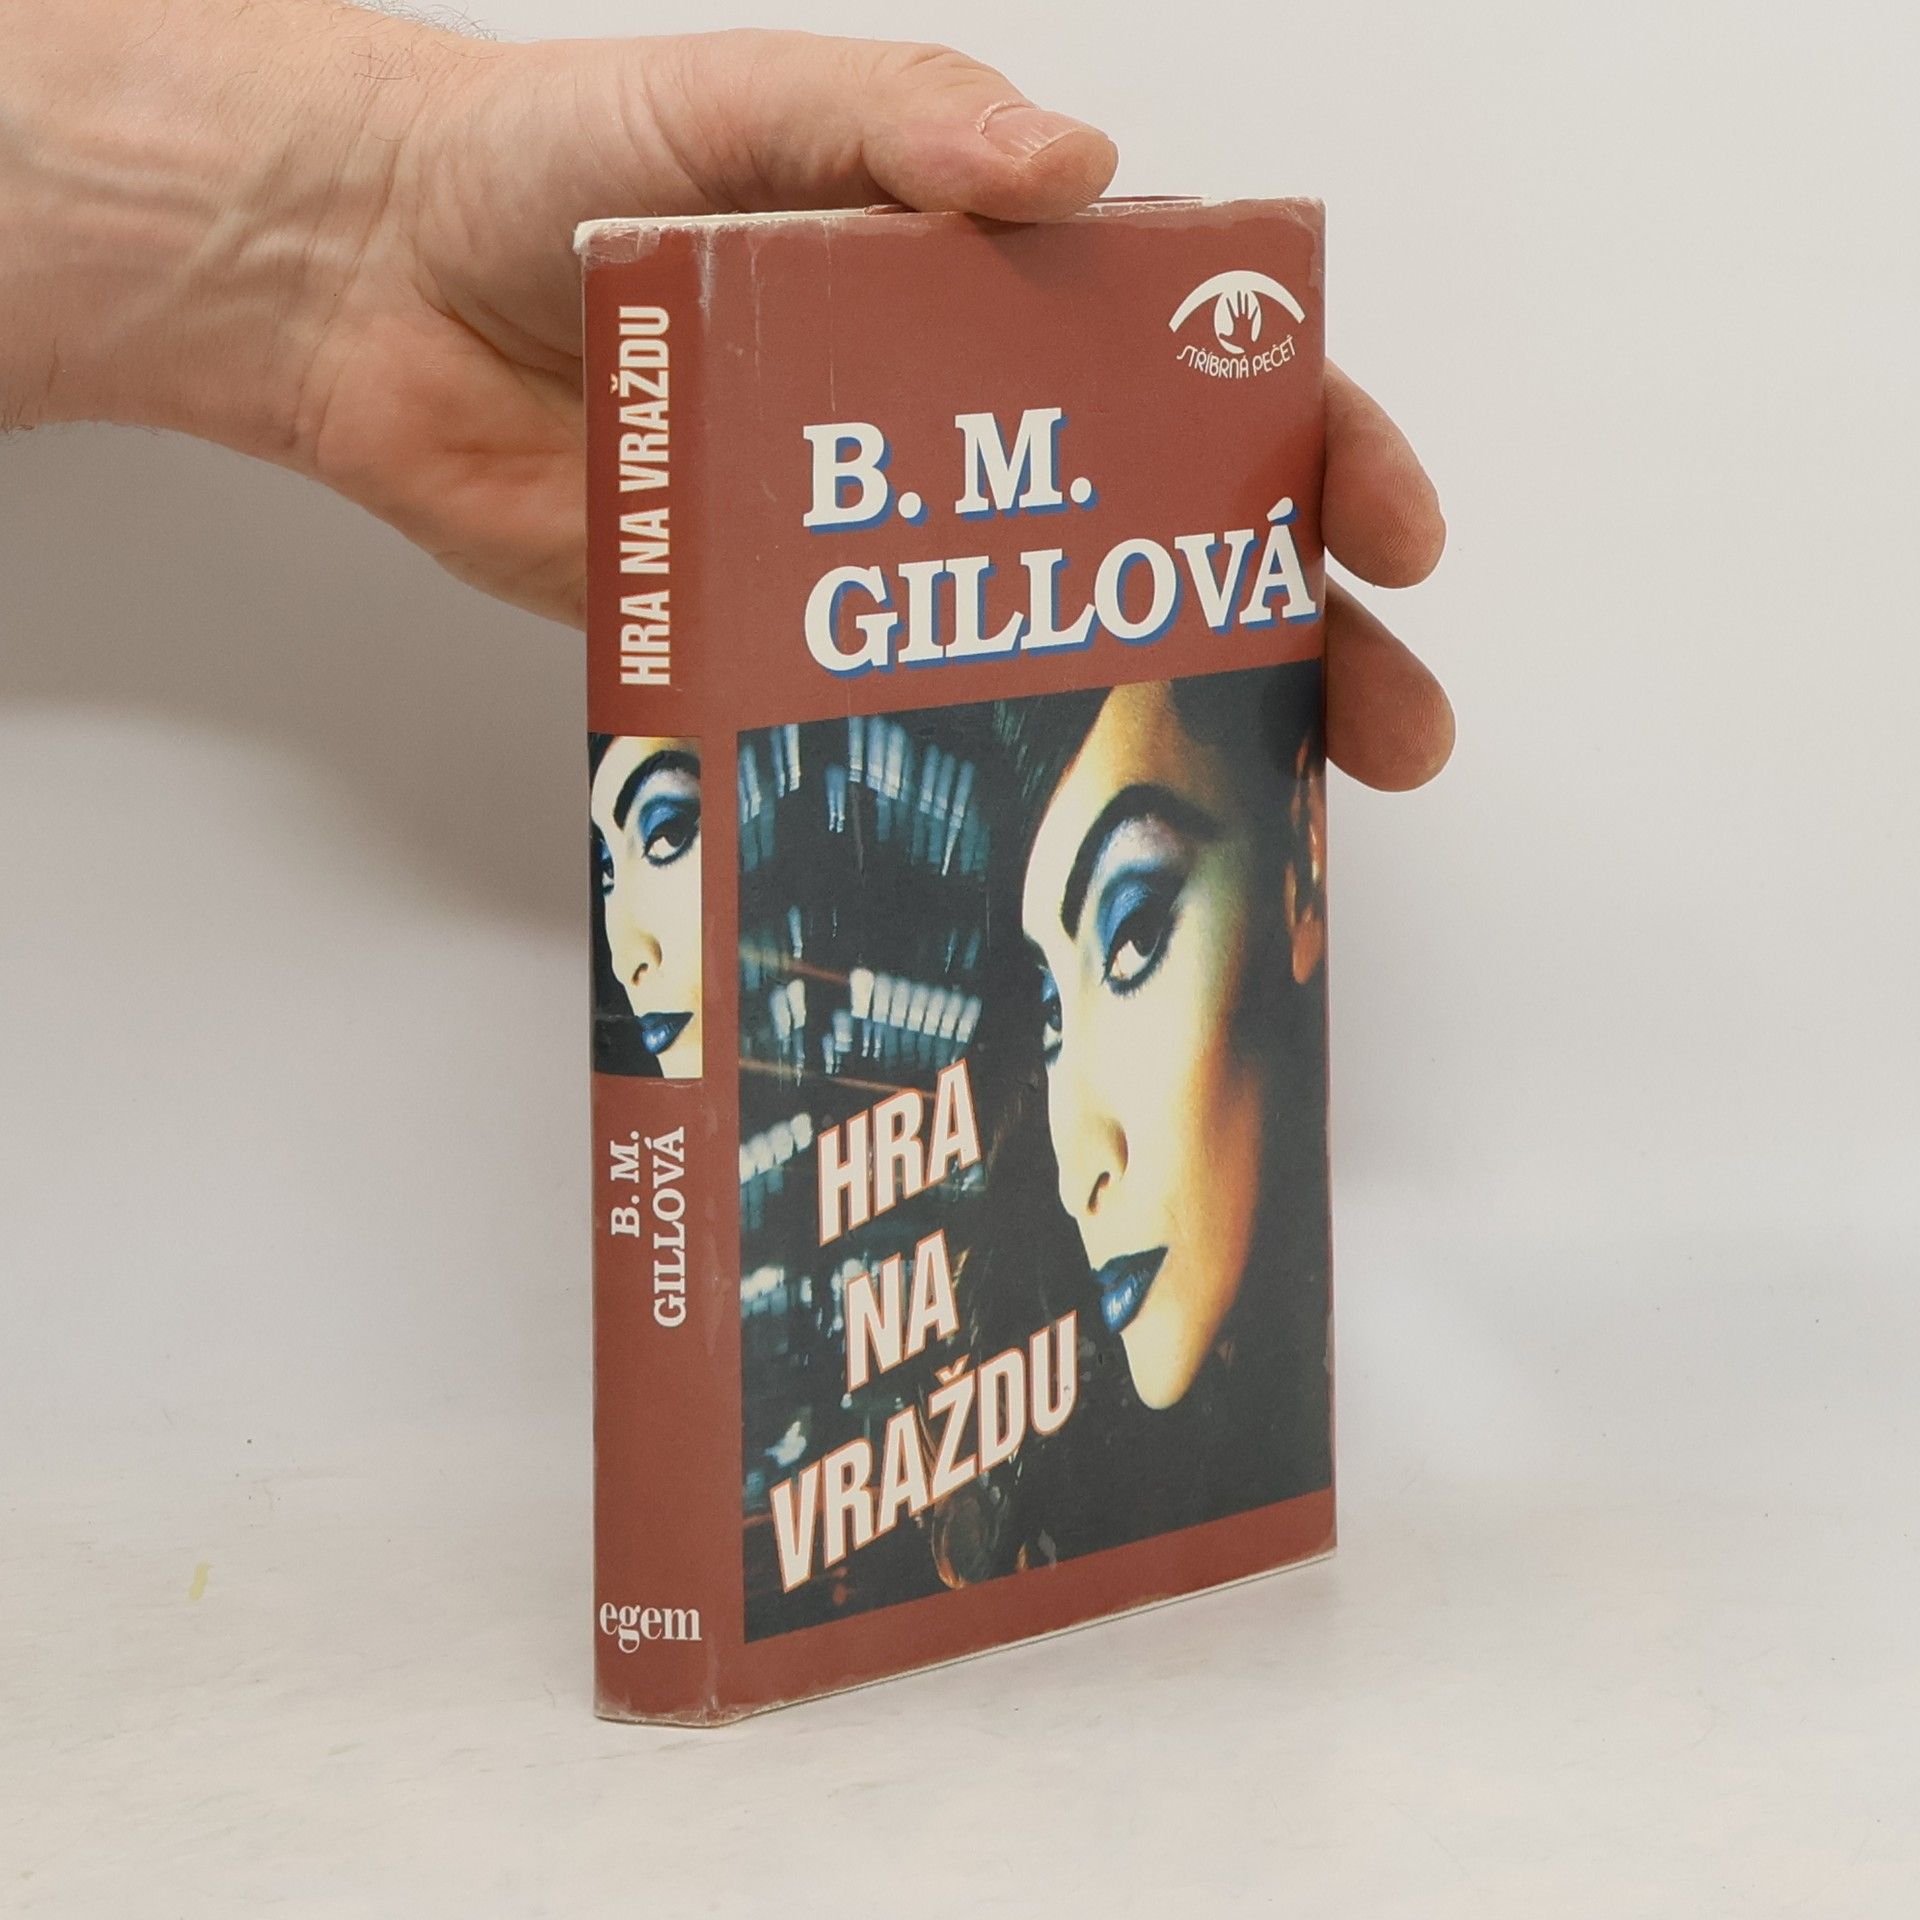 HRA NA VRAŽDU
B. M.
GILLOVÁ
egem
STŘÍBRNÁ PEČEŤ
B. M.
GILLOVÁ
HRA
NA
VRAŽDU